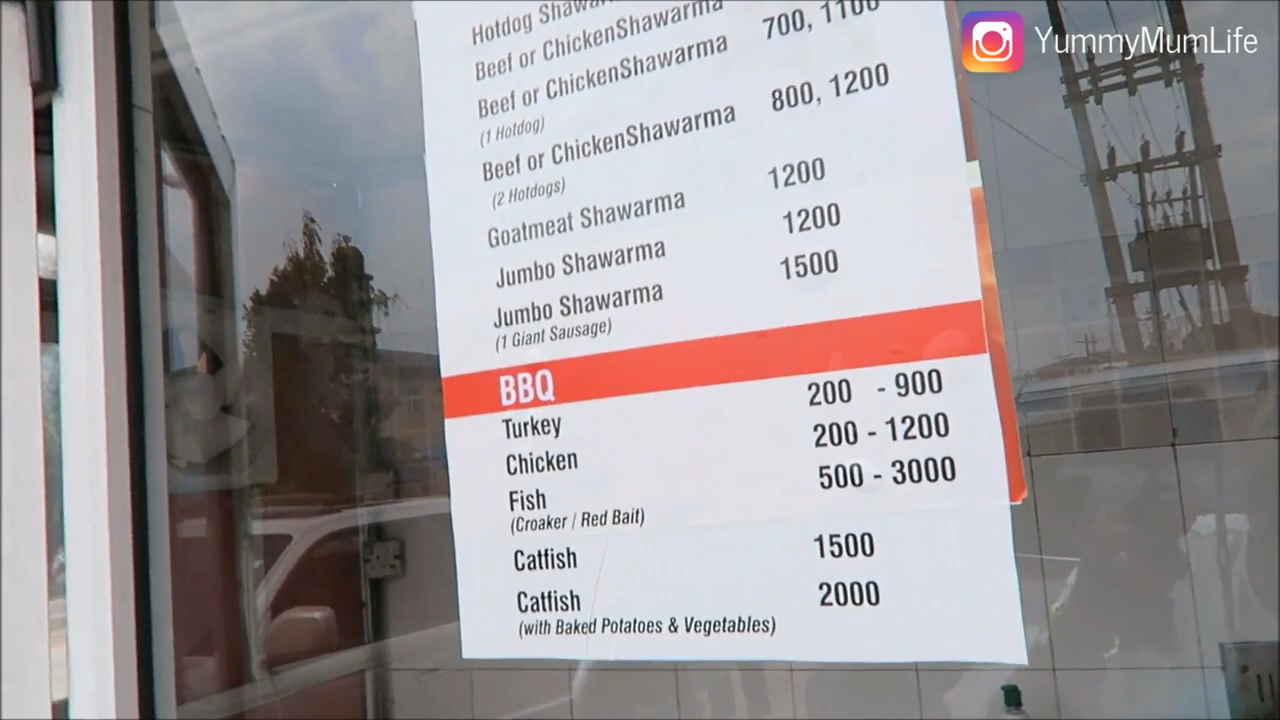 YummyMumLife
Hotdog
Beef or ChickenShawarma
Beef or ChickenShawarma 700, 1100
(1 Hotdog)
Beef or ChickenShawarma 800, 1200
(2 Hotdogs)
Goatmeat Shawarma 1200
Jumbo Shawarma 1200
Jumbo Shawarma 1500
(1 Giant Sausage)
BBQ
Turkey 200 - 900
Chicken 200 - 1200
Fish 500 - 3000
(Croaker / Red Bait)
Catfish 1500
Catfish 2000
(with Baked Potatoes & Vegetables)